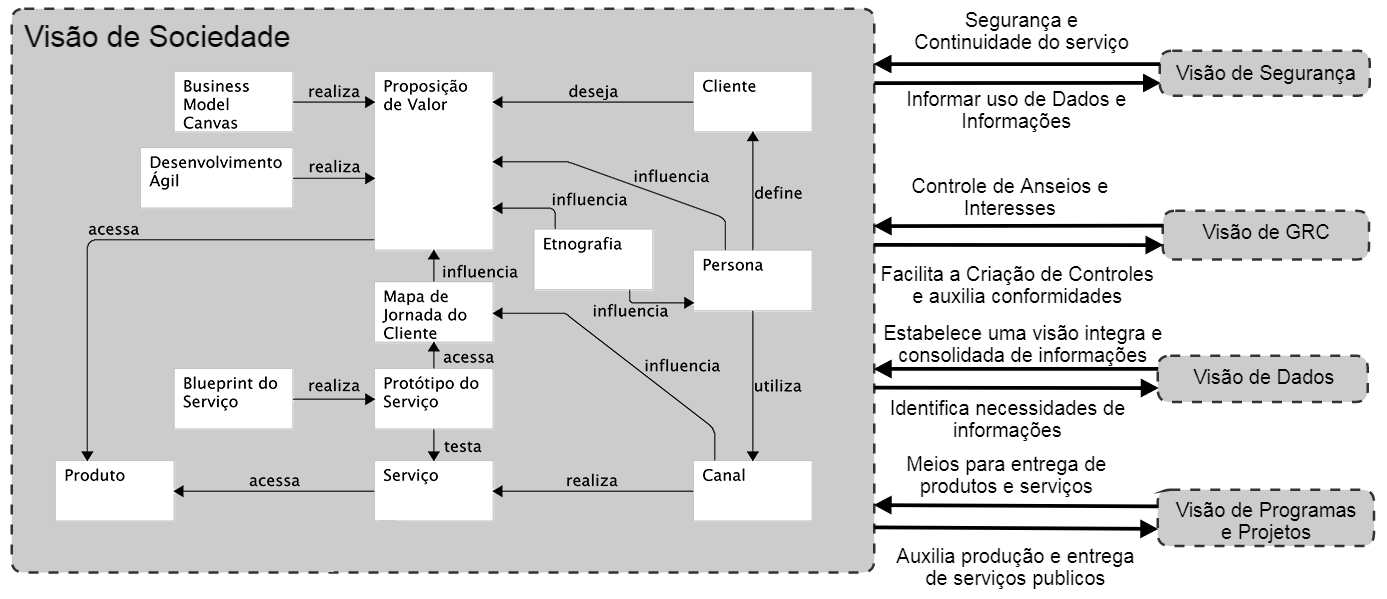 Visão de Sociedade
Business
Model
Canvas
realiza
Proposição
de Valor
deseja
Cliente
Desenvolvimento
Ágil
realiza
influencia
define
influencia
acessa
Etnografia
Persona
influencia
influencia
Mapa de
Jornada do
Cliente
acessa
influencia
utiliza
Blueprint do
Serviço
realiza
Protótipo do
Serviço
testa
Produto
acessa
Serviço
realiza
Canal
Segurança e
Continuidade do serviço
Visão de Segurança
Informar uso de Dados e
Informações
Controle de Anseios e
Interesses
Visão de GRC
Facilita a Criação de Controles
e auxilia conformidades
Estabelece uma visão integra e
consolidada de informações
Visão de Dados
Identifica necessidades de
informações
Meios para entrega de
produtos e serviços
Visão de Programas
e Projetos
Auxilia produção e entrega
de serviços publicos